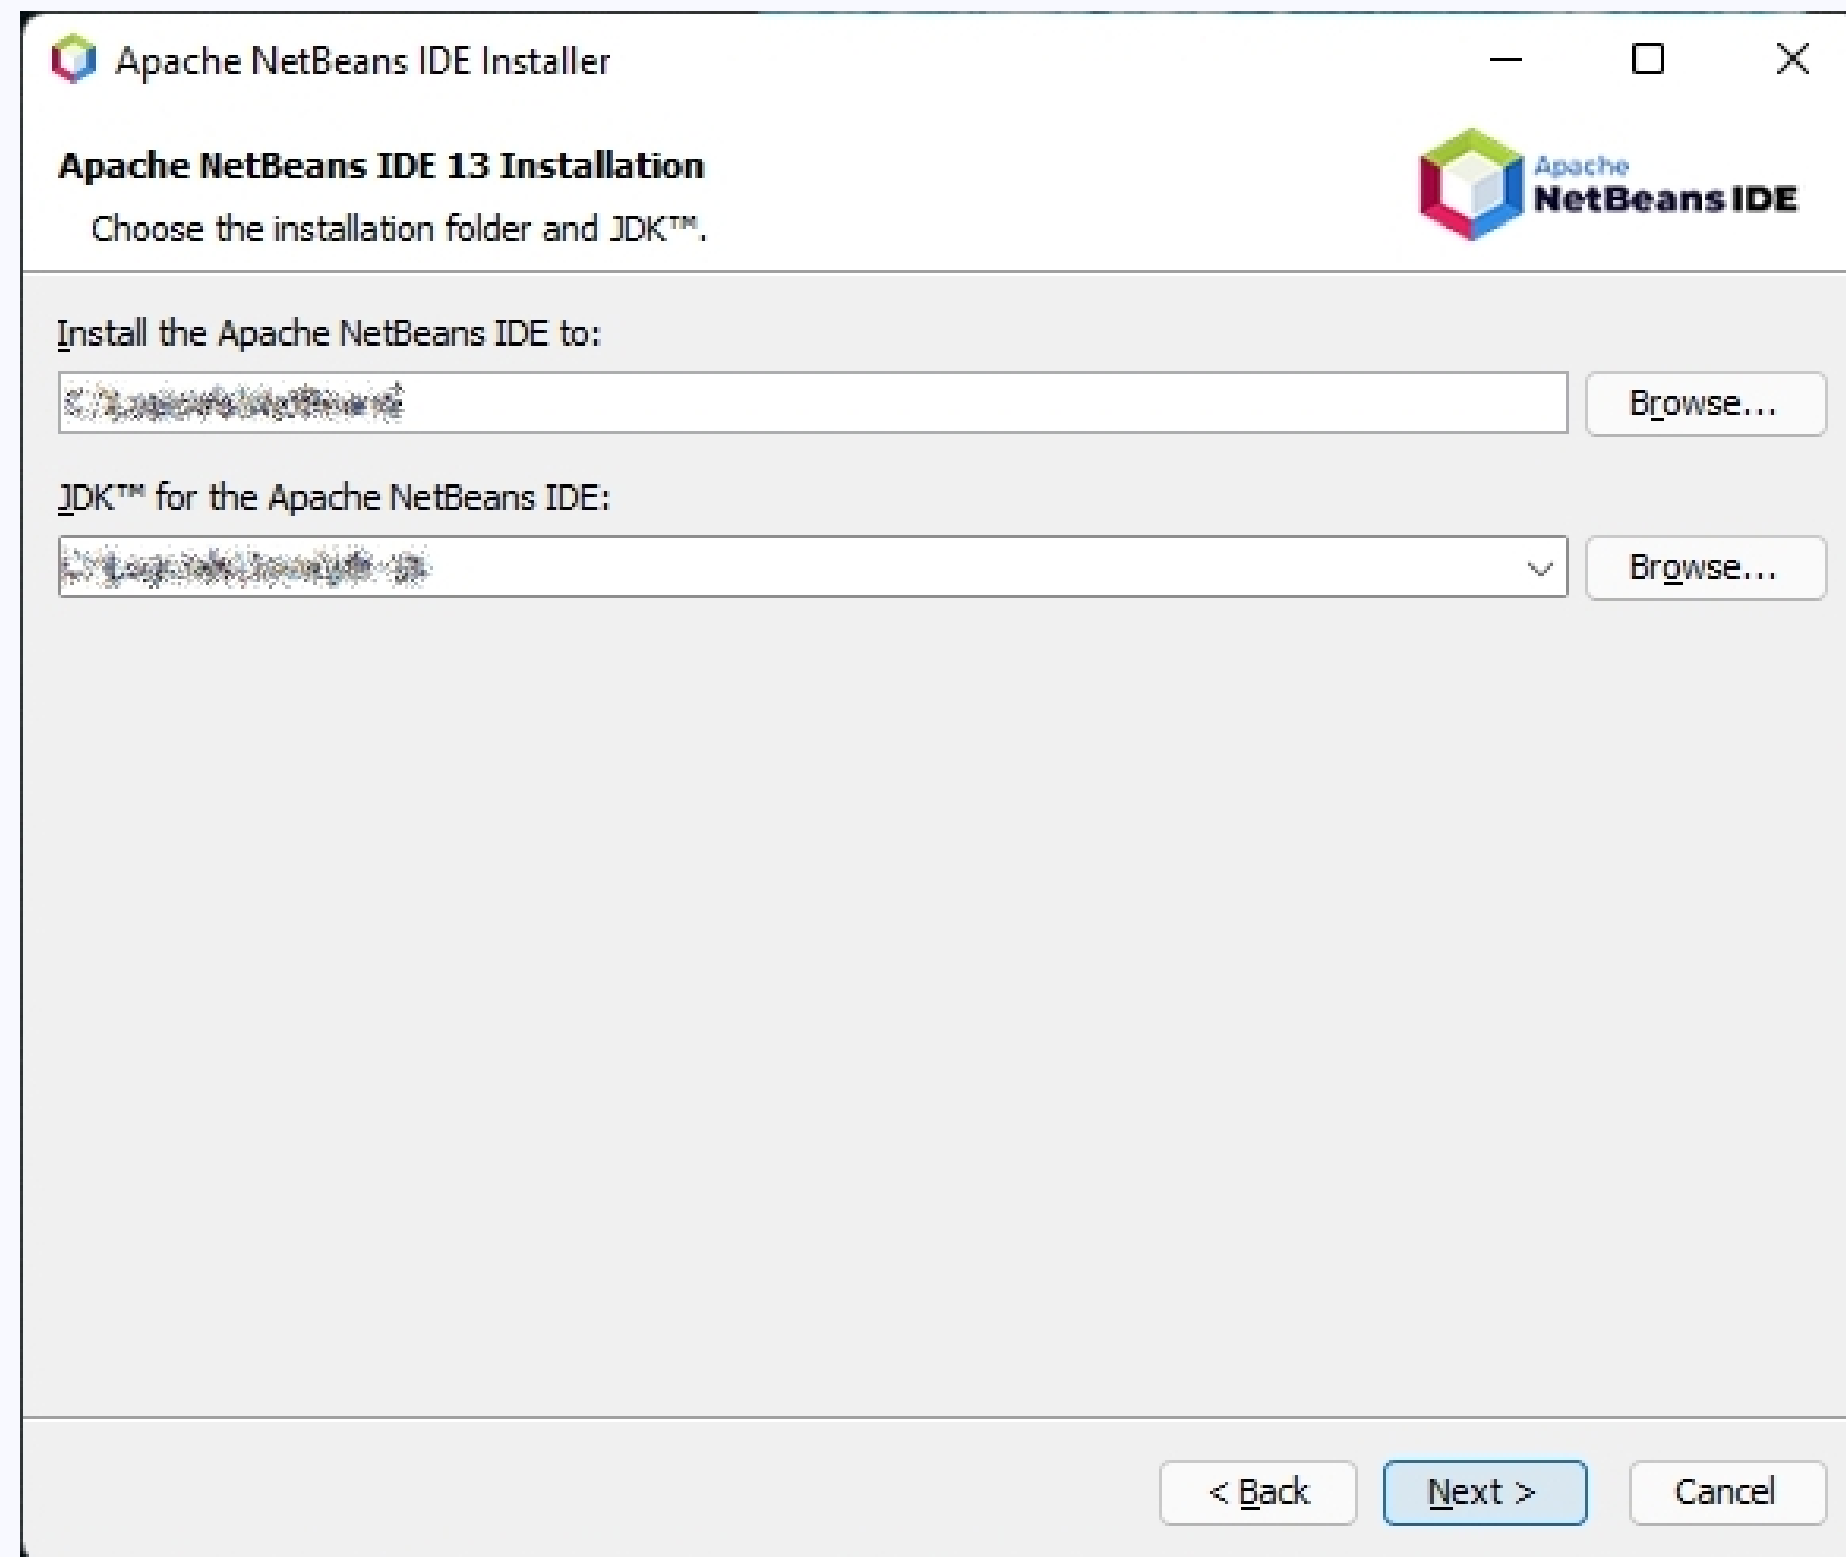 Apache NetBeans IDE Installer
Apache NetBeans IDE 13 Installation
Choose the installation folder and JDK™.
Apache
NetBeans IDE
Install the Apache NetBeans IDE to:
Browse...
JDK™ for the Apache NetBeans IDE:
Browse...
< Back
Next >
Cancel